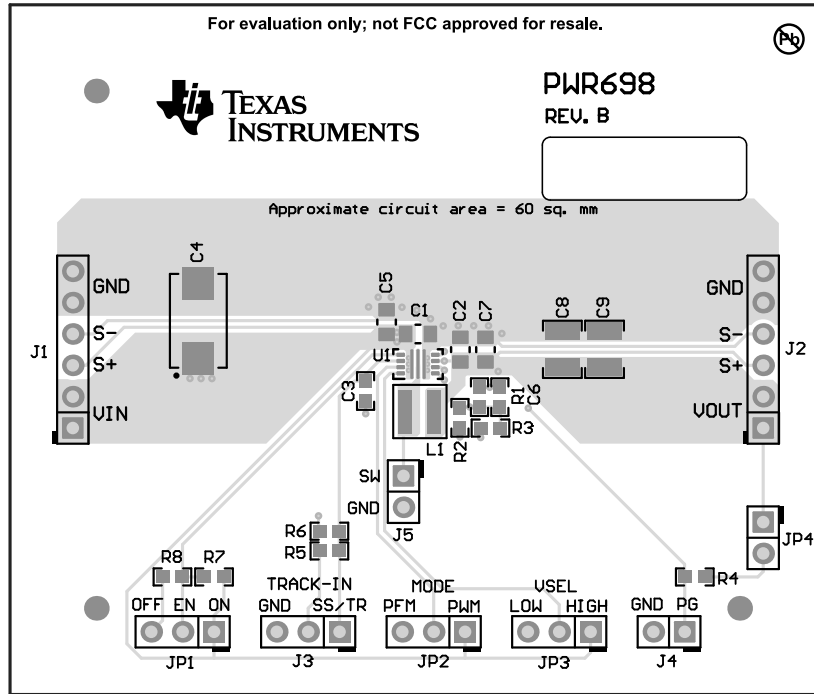 For evaluation only; not FCC approved for resale.
Pb
TEXAS
INSTRUMENTS
ti
PWR698
REV. B
Approximate circuit area = 60 sq. mm
C4
C5
C1
C2
C7
C8
C9
GND
S-
S+
VIN
J1
GND
S-
S+
VOUT
J2
U1
C3
L1
R1
C6
R2
R3
SW
GND
J5
JP4
R6
R5
R8
R7
R4
TRACK-IN
MODE
VSEL
OFF EN ON
GND SS/TR
PFM PWM
LOW HIGH
GND PG
JP1
J3
JP2
JP3
J4